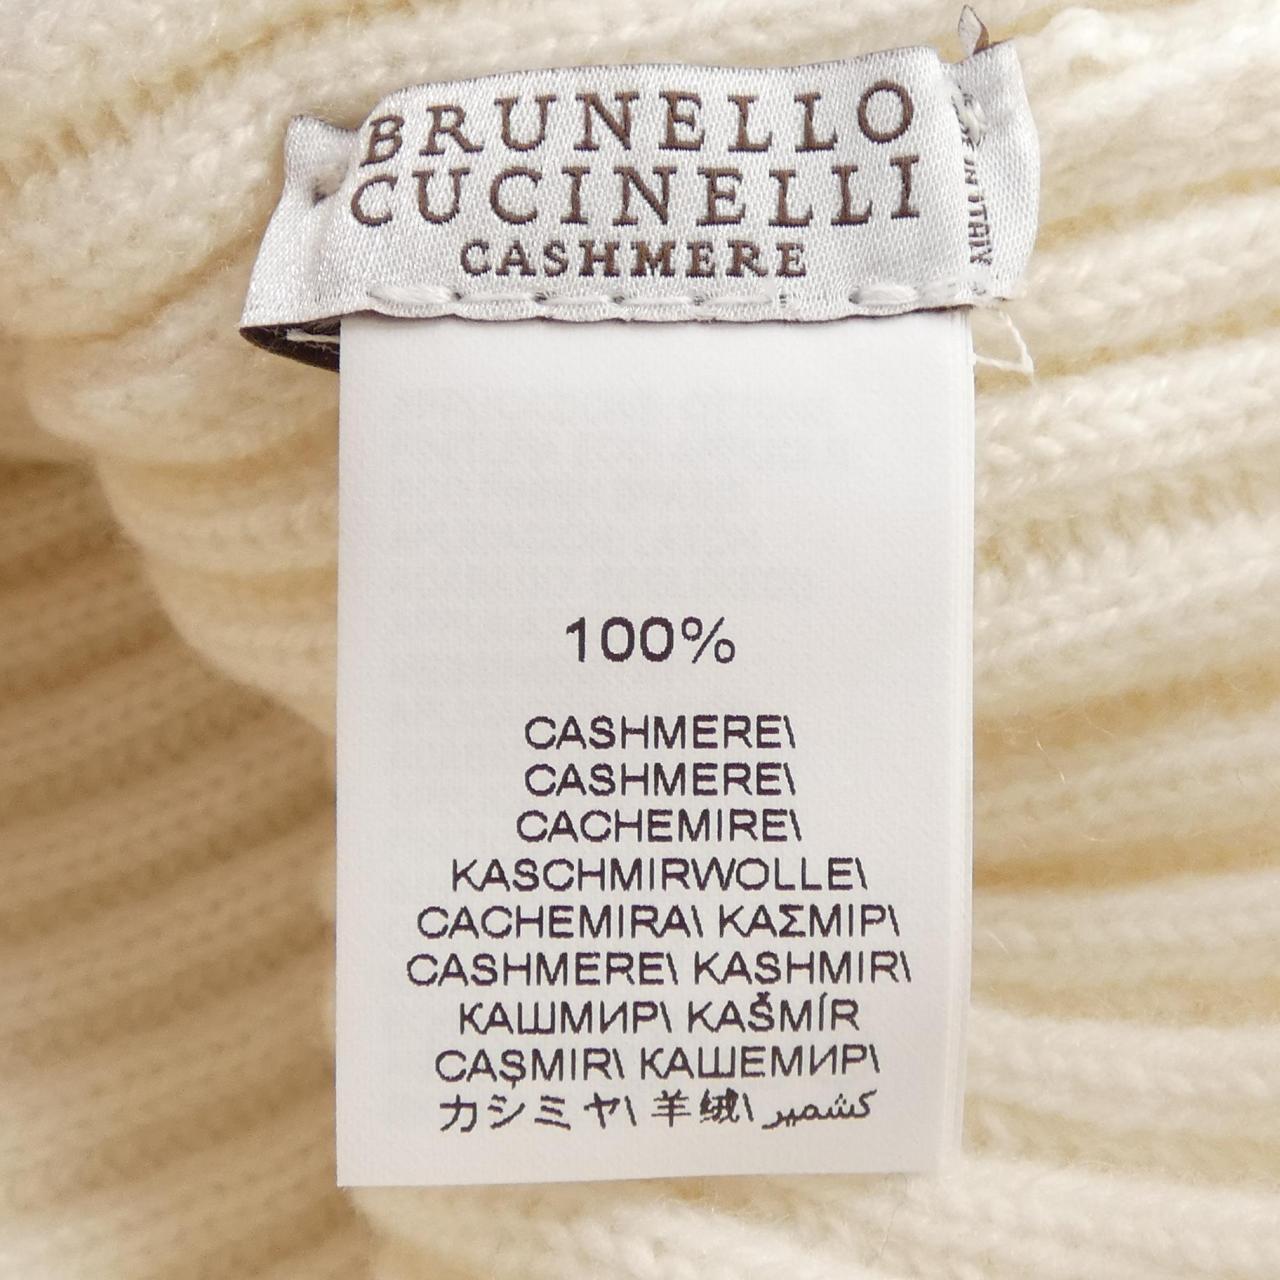 BRUNELLO
CUCINELLI
CASHMERE
100%
CASHMERE\
CASHMERE\
CACHEMIRE\
KASCHMIRWOLLE\
CACHEMIRA\ ΚΑΣΜΙΡ\
CASHMERE\ KASHMIR\
КАШМИР\ KAŠMÍR
CAȘMIR\ КАШЕМИР\
カシミヤ\ 羊绒\ كشمير